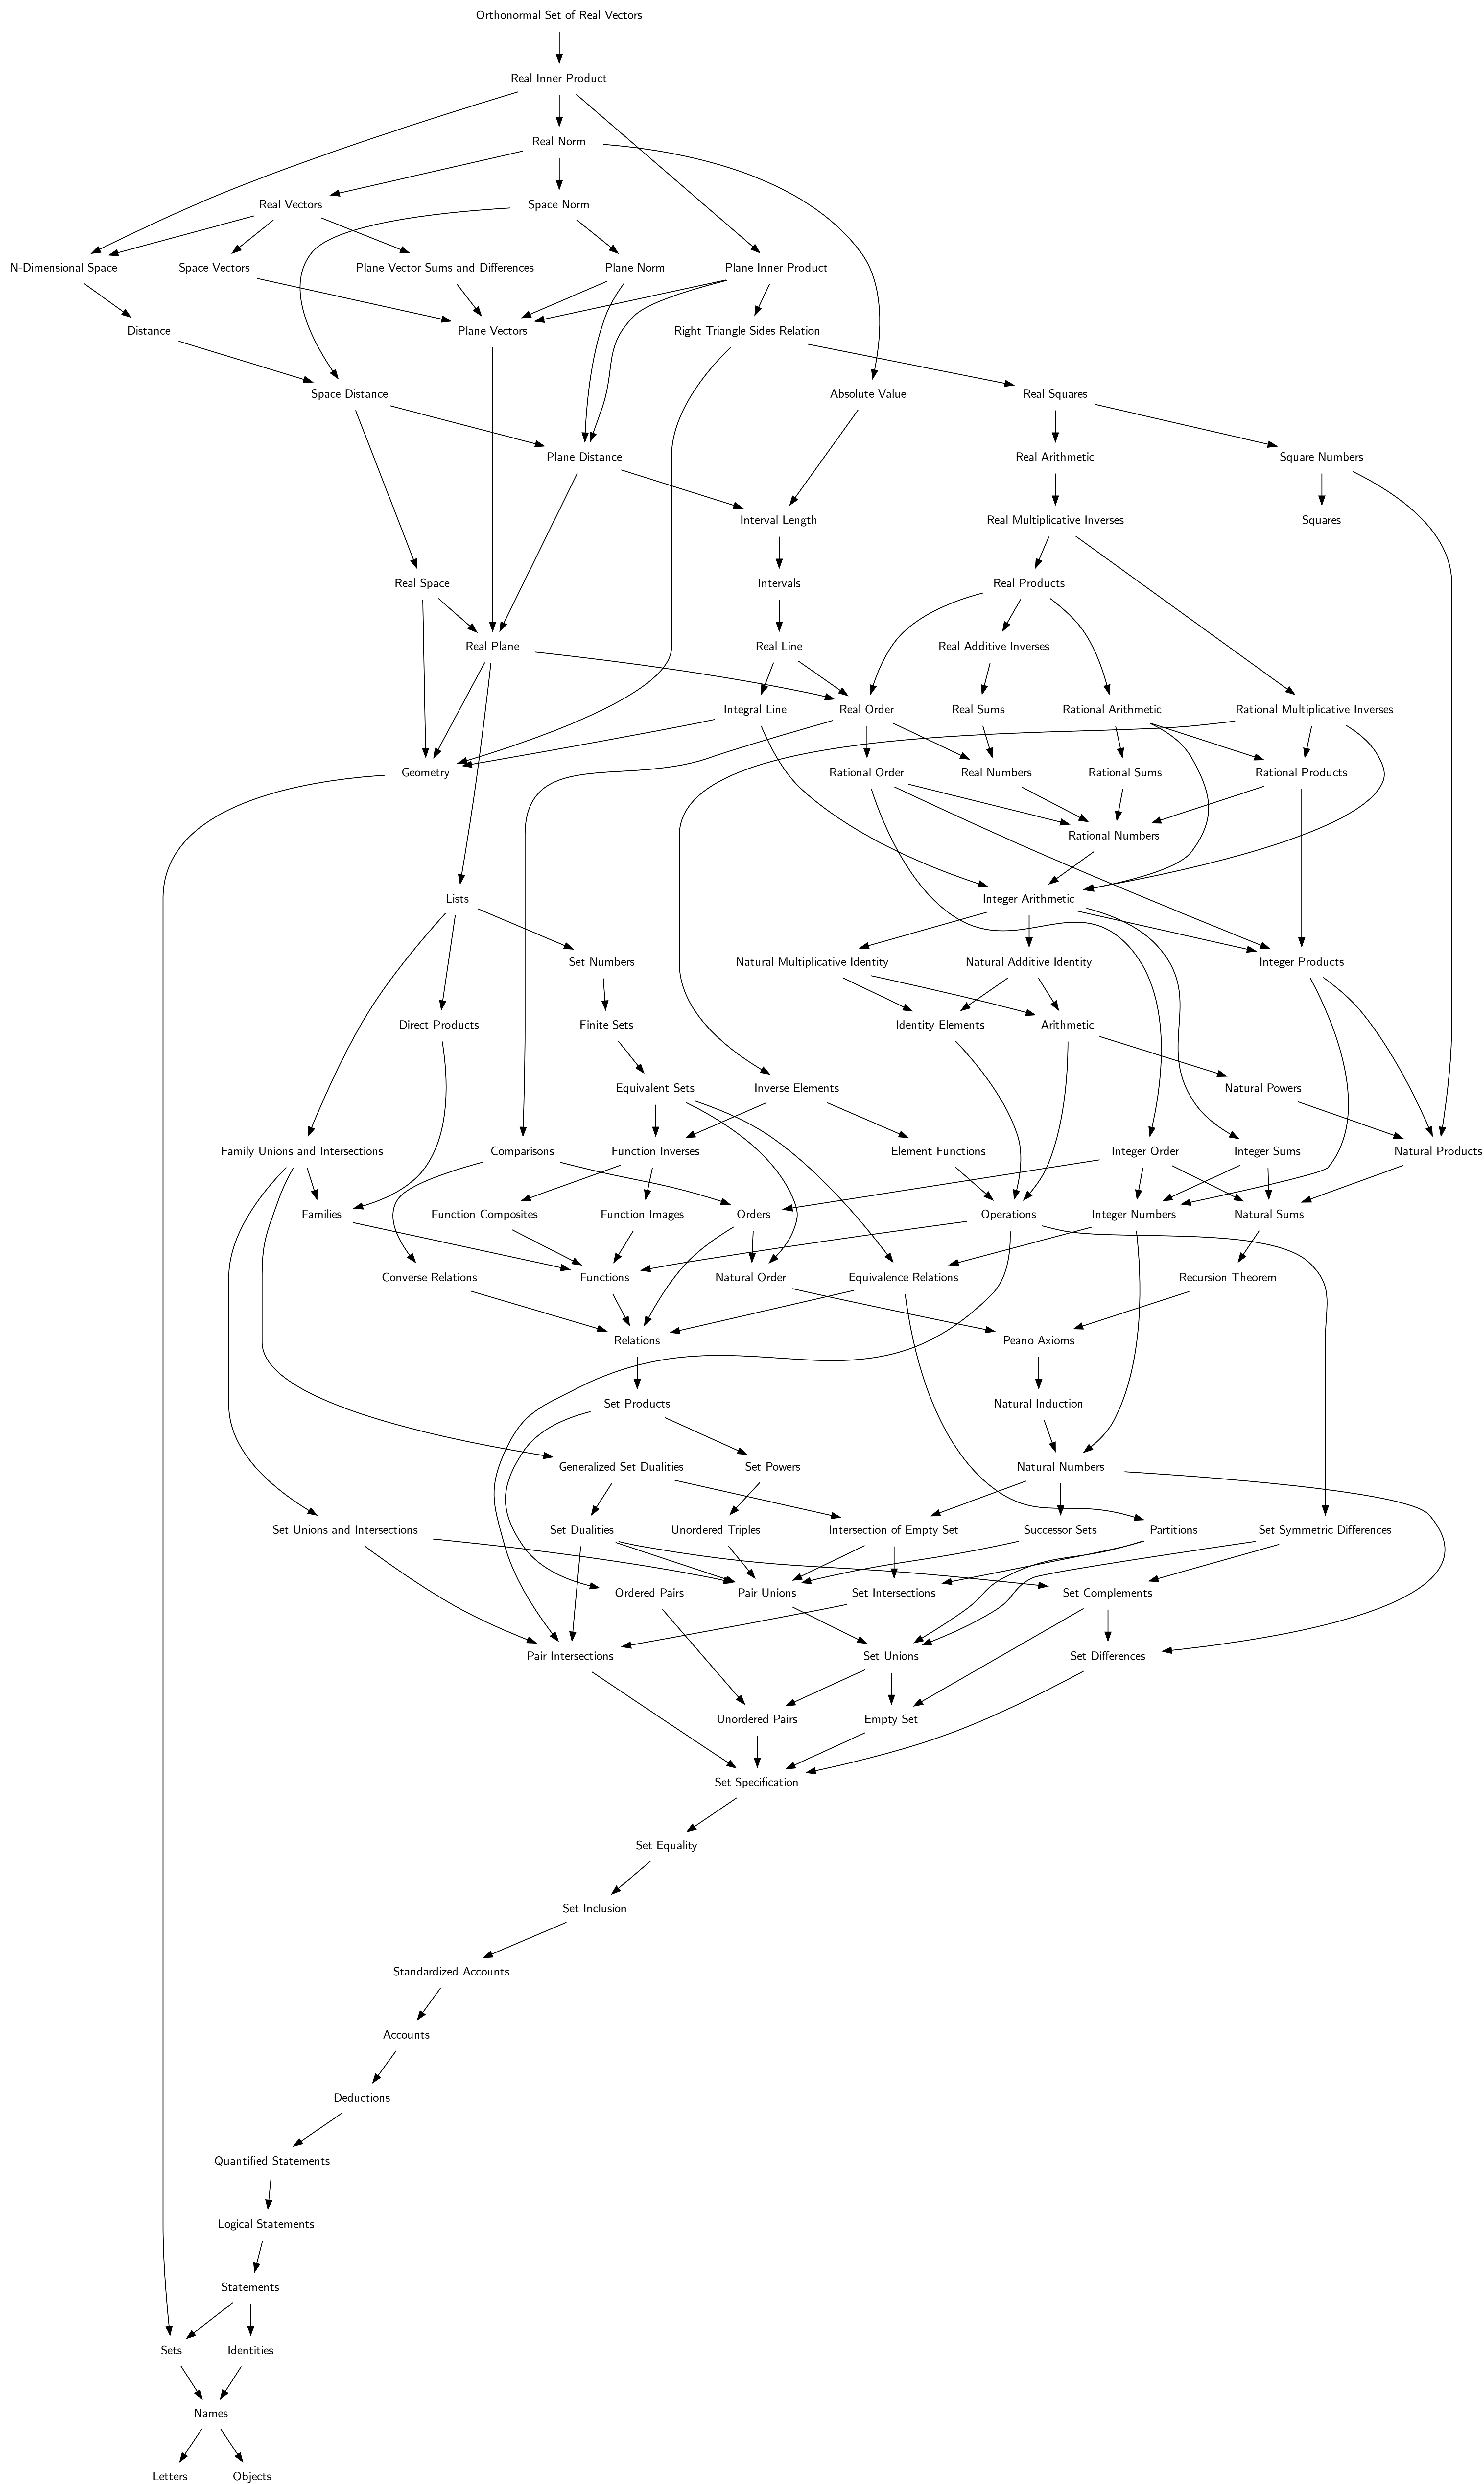 Orthonormal Set of Real Vectors
Real Inner Product
Real Norm
Real Vectors
Space Norm
N-Dimensional Space
Space Vectors
Plane Vector Sums and Differences
Plane Norm
Plane Inner Product
Distance
Plane Vectors
Right Triangle Sides Relation
Space Distance
Absolute Value
Real Squares
Plane Distance
Real Arithmetic
Square Numbers
Interval Length
Real Multiplicative Inverses
Squares
Real Space
Intervals
Real Products
Real Plane
Real Line
Real Additive Inverses
Integral Line
Real Order
Real Sums
Rational Arithmetic
Rational Multiplicative Inverses
Geometry
Rational Order
Real Numbers
Rational Sums
Rational Products
Rational Numbers
Lists
Integer Arithmetic
Set Numbers
Natural Multiplicative Identity
Natural Additive Identity
Integer Products
Direct Products
Finite Sets
Identity Elements
Arithmetic
Equivalent Sets
Inverse Elements
Natural Powers
Family Unions and Intersections
Comparisons
Function Inverses
Element Functions
Integer Order
Integer Sums
Natural Products
Families
Function Composites
Function Images
Orders
Operations
Integer Numbers
Natural Sums
Converse Relations
Functions
Natural Order
Equivalence Relations
Recursion Theorem
Relations
Peano Axioms
Set Products
Natural Induction
Generalized Set Dualities
Set Powers
Natural Numbers
Set Unions and Intersections
Set Dualities
Unordered Triples
Intersection of Empty Set
Successor Sets
Partitions
Set Symmetric Differences
Ordered Pairs
Pair Unions
Set Intersections
Set Complements
Pair Intersections
Set Unions
Set Differences
Unordered Pairs
Empty Set
Set Specification
Set Equality
Set Inclusion
Standardized Accounts
Accounts
Deductions
Quantified Statements
Logical Statements
Statements
Sets
Identities
Names
Letters
Objects